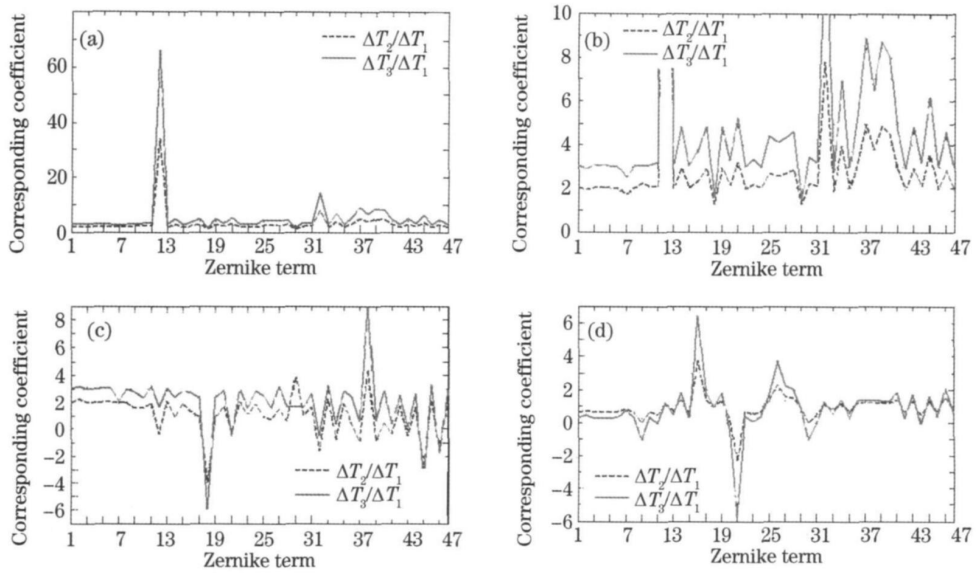 (a)
ΔT₂/ΔT₁
ΔT₃/ΔT₁
Corresponding coefficient
60
40
20
0
1 7 13 19 25 31 37 43 47
Zernike term
(b)
ΔT₂/ΔT₁
ΔT₃/ΔT₁
Corresponding coefficient
10
8
6
4
2
0
1 7 13 19 25 31 37 43 47
Zernike term
(c)
ΔT₂/ΔT₁
ΔT₃/ΔT₁
Corresponding coefficient
8
6
4
2
0
−2
−4
−6
1 7 13 19 25 31 37 43 47
Zernike term
(d)
ΔT₂/ΔT₁
ΔT₃/ΔT₁
Corresponding coefficient
6
4
2
0
−2
−4
−6
1 7 13 19 25 31 37 43 47
Zernike term